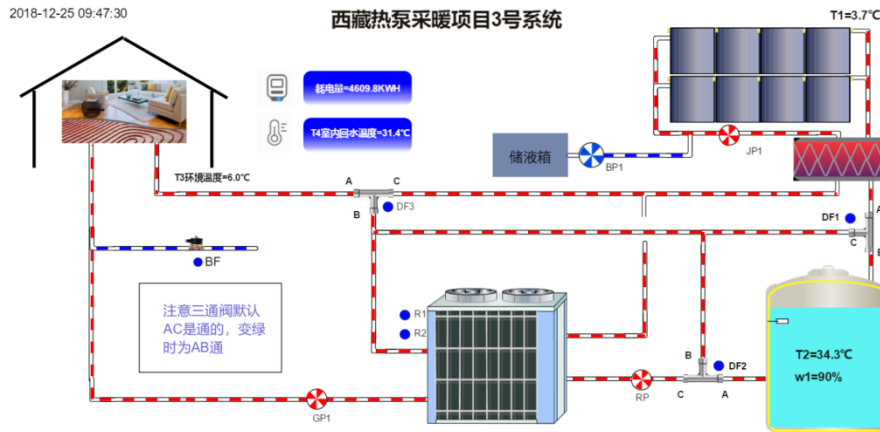 2018-12-25 09:47:30
西藏热泵采暖项目3号系统
T1=3.7℃
耗电量=4609.8KWH
T4室内回水温度=31.4℃
储液箱
BP1
JP1
T3环境温度=6.0℃
A
C
B
DF3
DF1
A
C
BF
注意三通阀默认
AC是通的，变绿
时为AB通
R1
R2
B
DF2
C
A
RP
GP1
T2=34.3℃
w1=90%